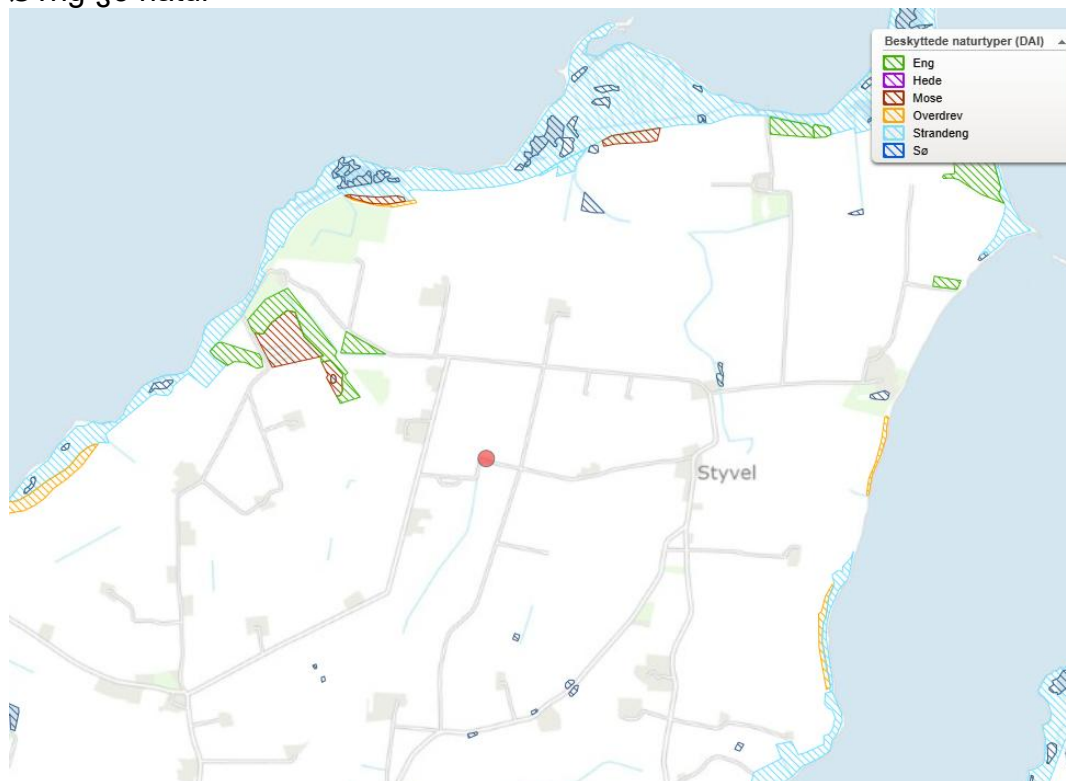 Beskyttede naturtyper (DAI)
Eng
Hede
Mose
Overdrev
Strandeng
Sø
Styvel